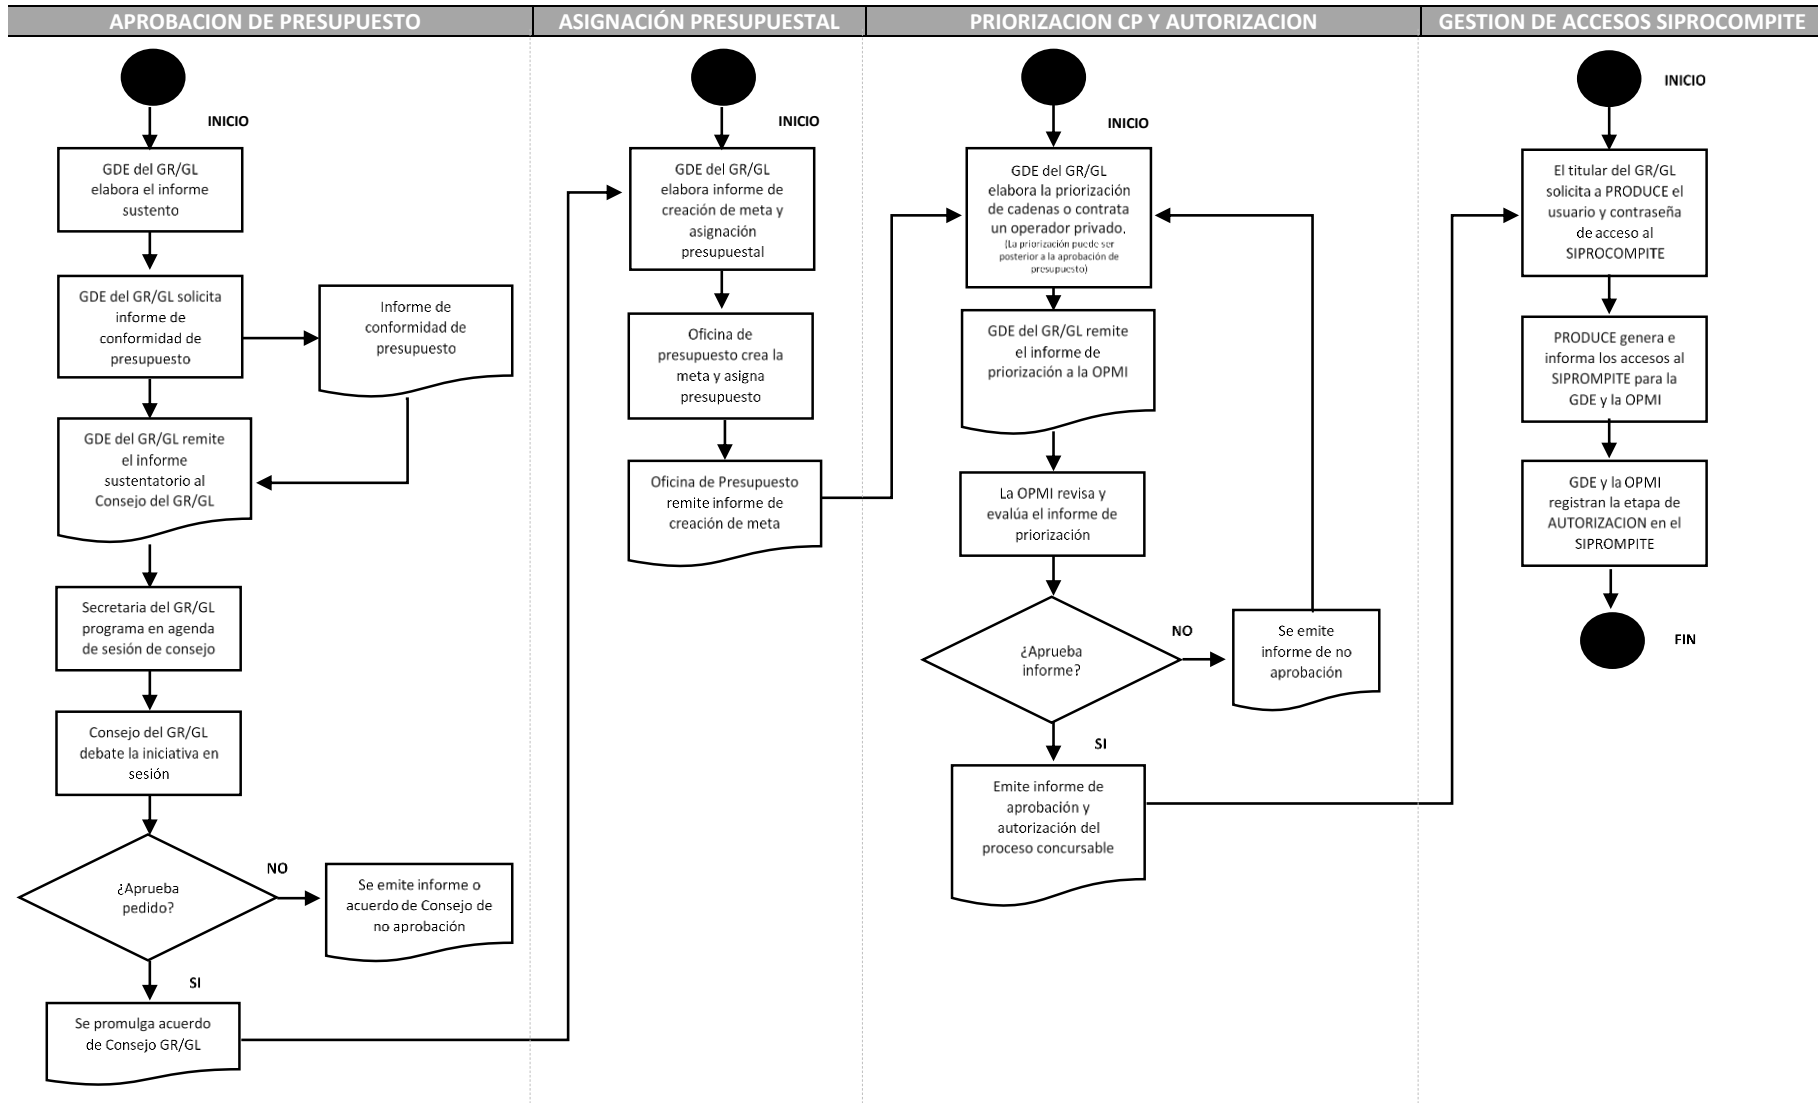 APROBACION DE PRESUPUESTO
INICIO
GDE del GR/GL
elabora el informe
sustento
GDE del GR/GL solicita
informe de
conformidad de
presupuesto
Informe de
conformidad de
presupuesto
GDE del GR/GL remite
el informe
sustentatorio al
Consejo del GR/GL
Secretaria del GR/GL
programa en agenda
de sesión de consejo
Consejo del GR/GL
debate la iniciativa en
sesión
¿Aprueba
pedido?
NO
Se emite informe o
acuerdo de Consejo de
no aprobación
SI
Se promulga acuerdo
de Consejo GR/GL
ASIGNACIÓN PRESUPUESTAL
INICIO
GDE del GR/GL
elabora informe de
creación de meta y
asignación
presupuestal
Oficina de
presupuesto crea la
meta y asigna
presupuesto
Oficina de Presupuesto
remite informe de
creación de meta
PRIORIZACION CP Y AUTORIZACION
INICIO
GDE del GR/GL
elabora la priorización
de cadenas o contrata
un operador privado.
(La priorización puede ser
posterior a la aprobación de
presupuesto)
GDE del GR/GL remite
el informe de
priorización a la OPMI
La OPMI revisa y
evalúa el informe de
priorización
¿Aprueba
informe?
NO
Se emite
informe de no
aprobación
SI
Emite informe de
aprobación y
autorización del
proceso concursable
GESTION DE ACCESOS SIPROCOMPITE
INICIO
El titular del GR/GL
solicita a PRODUCE el
usuario y contraseña
de acceso al
SIPROCOMPITE
PRODUCE genera e
informa los accesos al
SIPROMPITE para la
GDE y la OPMI
GDE y la OPMI
registran la etapa de
AUTORIZACION en el
SIPROMPITE
FIN